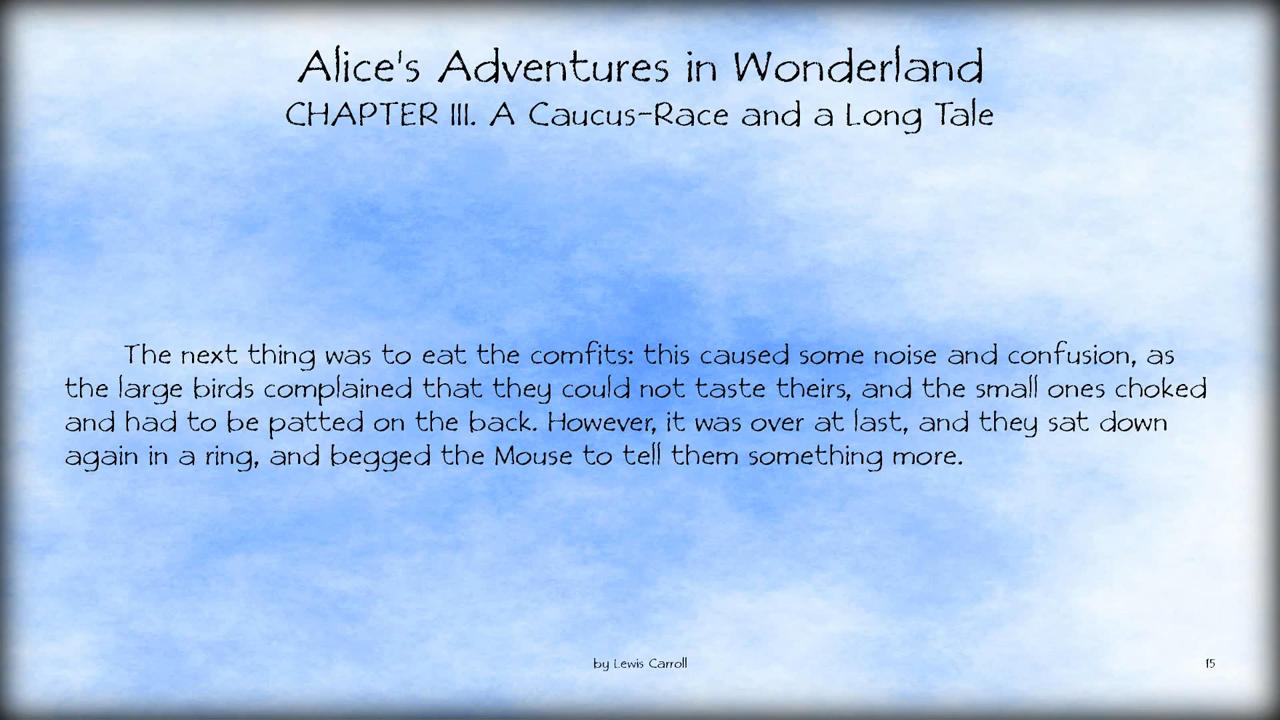 Alice's Adventures in Wonderland
CHAPTER III. A Caucus-Race and a Long Tale
The next thing was to eat the comfits: this caused some noise and confusion, as
the large birds complained that they could not taste theirs, and the small ones choked
and had to be patted on the back. However, it was over at last, and they sat down
again in a ring, and begged the Mouse to tell them something more.
by Lewis Carroll
15